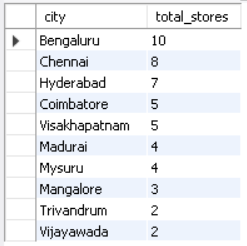 city total_stores
Bengaluru 10
Chennai 8
Hyderabad 7
Coimbatore 5
Visakhapatnam 5
Madurai 4
Mysuru 4
Mangalore 3
Trivandrum 2
Vijayawada 2